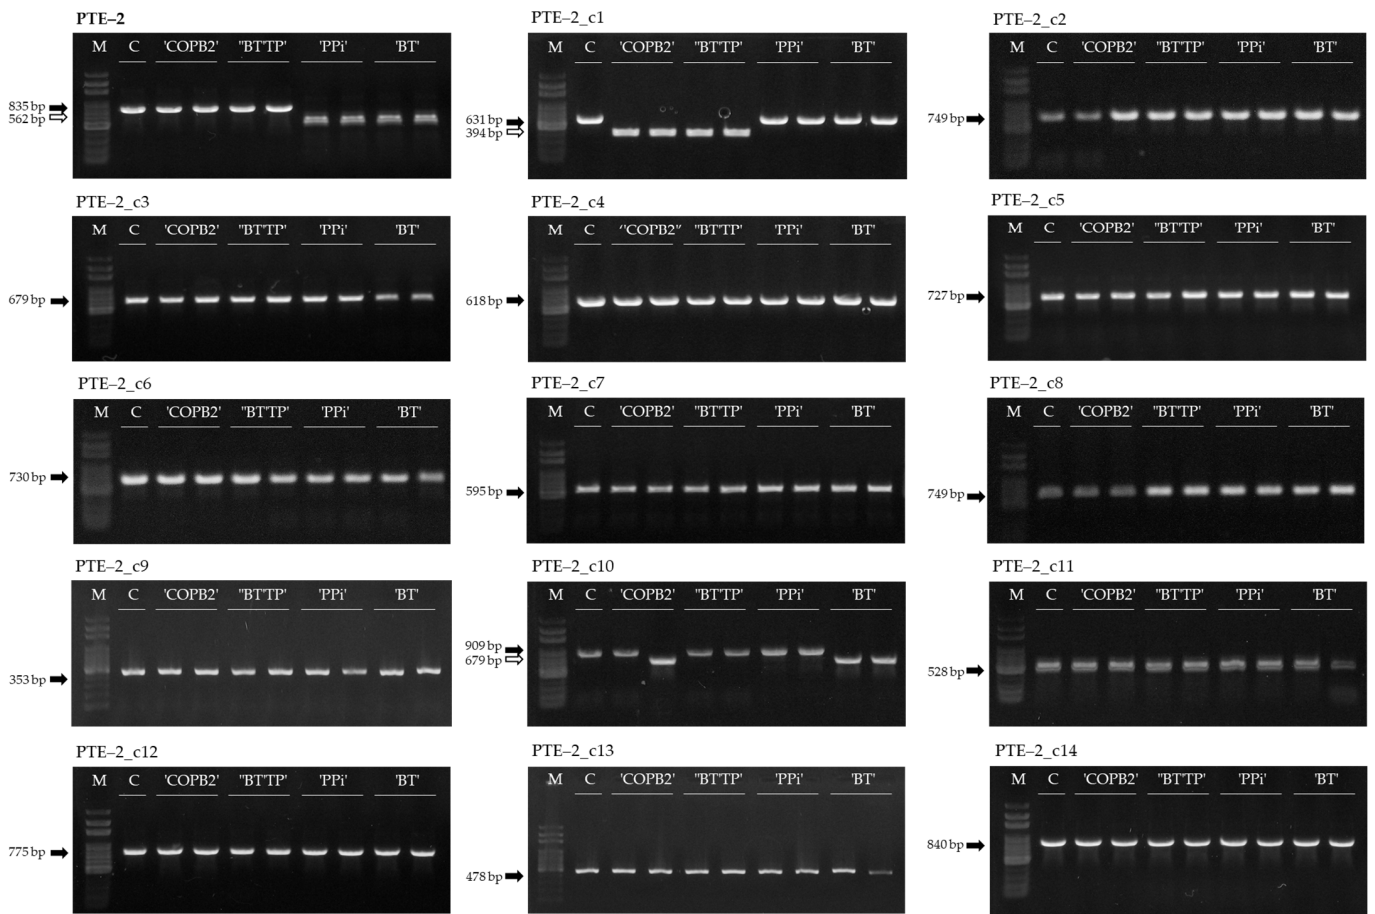 PTE–2
M C 'COPB2' "BT'TP' 'PPi' 'BT'
835 bp
562 bp
PTE–2_c1
M C 'COPB2' "BT'TP' 'PPi' 'BT'
631 bp
394 bp
PTE–2_c2
M C 'COPB2' "BT'TP' 'PPi' 'BT'
749 bp
PTE–2_c3
M C 'COPB2' "BT'TP' 'PPi' 'BT'
679 bp
PTE–2_c4
M C ‘’COPB2” "BT'TP' 'PPi' 'BT'
618 bp
PTE–2_c5
M C 'COPB2' "BT'TP' 'PPi' 'BT'
727 bp
PTE–2_c6
M C 'COPB2' "BT'TP' 'PPi' 'BT'
730 bp
PTE–2_c7
M C 'COPB2' "BT'TP' 'PPi' 'BT'
595 bp
PTE–2_c8
M C 'COPB2' "BT'TP' 'PPi' 'BT'
749 bp
PTE–2_c9
M C 'COPB2' "BT'TP' 'PPi' 'BT'
353 bp
PTE–2_c10
M C 'COPB2' "BT'TP' 'PPi' 'BT'
909 bp
679 bp
PTE–2_c11
M C 'COPB2' "BT'TP' 'PPi' 'BT'
528 bp
PTE–2_c12
M C 'COPB2' "BT'TP' 'PPi' 'BT'
775 bp
PTE–2_c13
M C 'COPB2' "BT'TP' 'PPi' 'BT'
478 bp
PTE–2_c14
M C 'COPB2' "BT'TP' 'PPi' 'BT'
840 bp